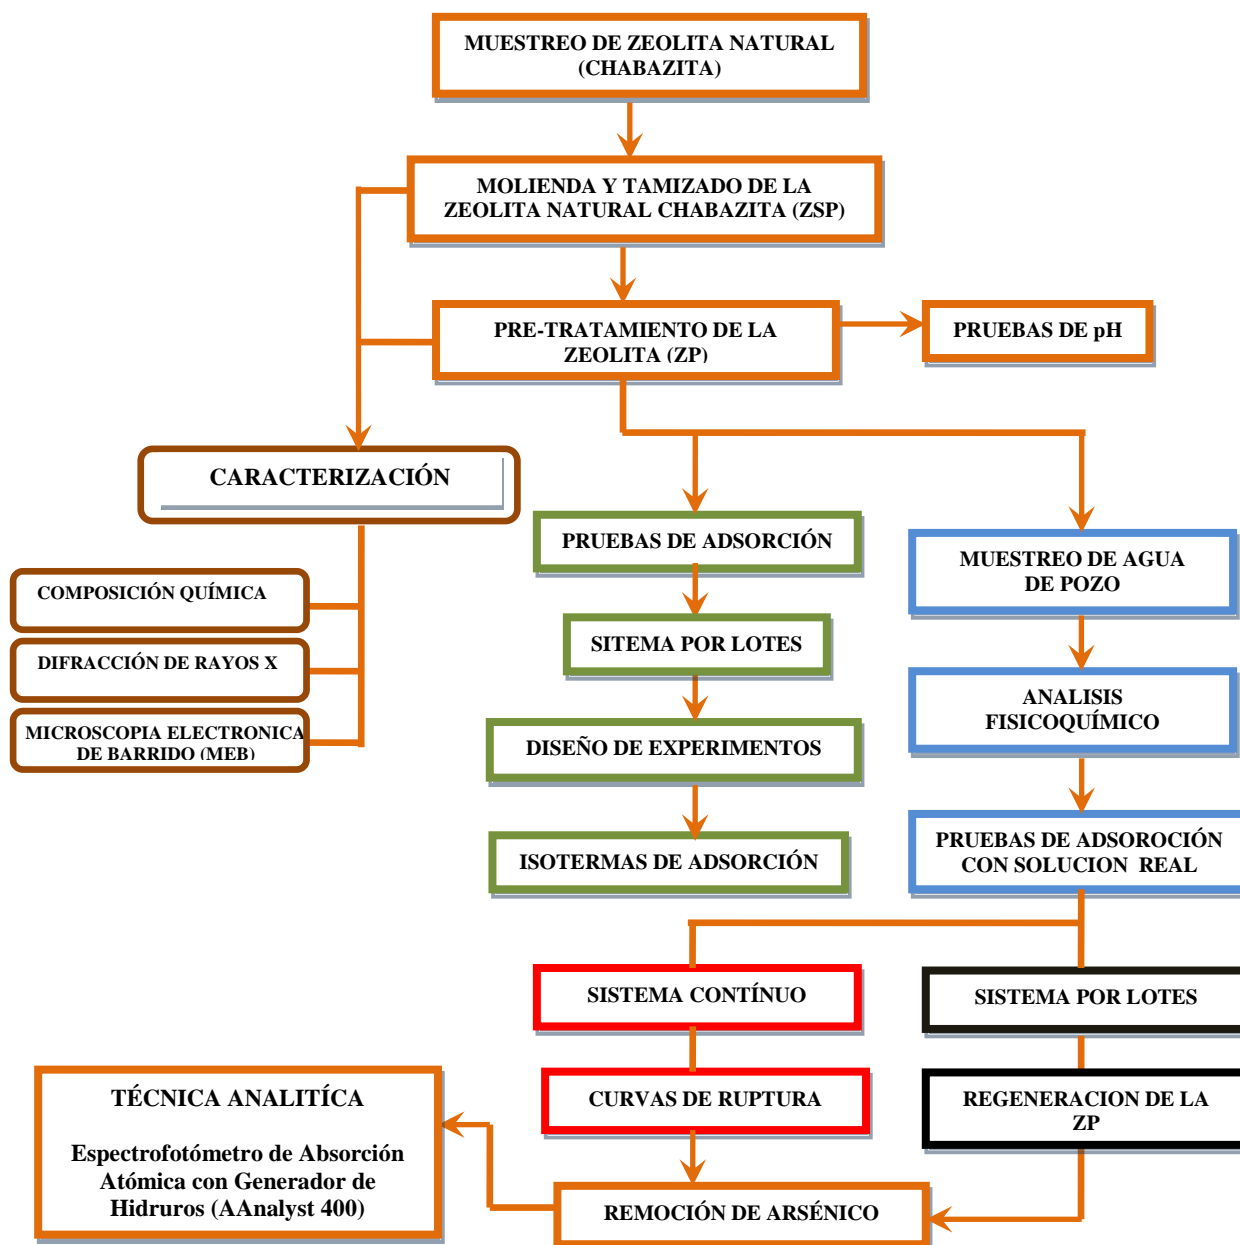 MUESTREO DE ZEOLITA NATURAL
(CHABAZITA)
MOLIENDA Y TAMIZADO DE LA
ZEOLITA NATURAL CHABAZITA (ZSP)
PRE-TRATAMIENTO DE LA
ZEOLITA (ZP)
PRUEBAS DE pH
CARACTERIZACIÓN
COMPOSICIÓN QUÍMICA
DIFRACCIÓN DE RAYOS X
MICROSCOPIA ELECTRONICA
DE BARRIDO (MEB)
PRUEBAS DE ADSORCIÓN
SITEMA POR LOTES
DISEÑO DE EXPERIMENTOS
ISOTERMAS DE ADSORCIÓN
MUESTREO DE AGUA
DE POZO
ANALISIS
FISICOQUÍMICO
PRUEBAS DE ADSOROCIÓN
CON SOLUCION REAL
SISTEMA CONTÍNUO
CURVAS DE RUPTURA
SISTEMA POR LOTES
REGENERACION DE LA
ZP
REMOCIÓN DE ARSÉNICO
TÉCNICA ANALITÍCA
Espectrofotómetro de Absorción
Atómica con Generador de
Hidruros (AAnalyst 400)